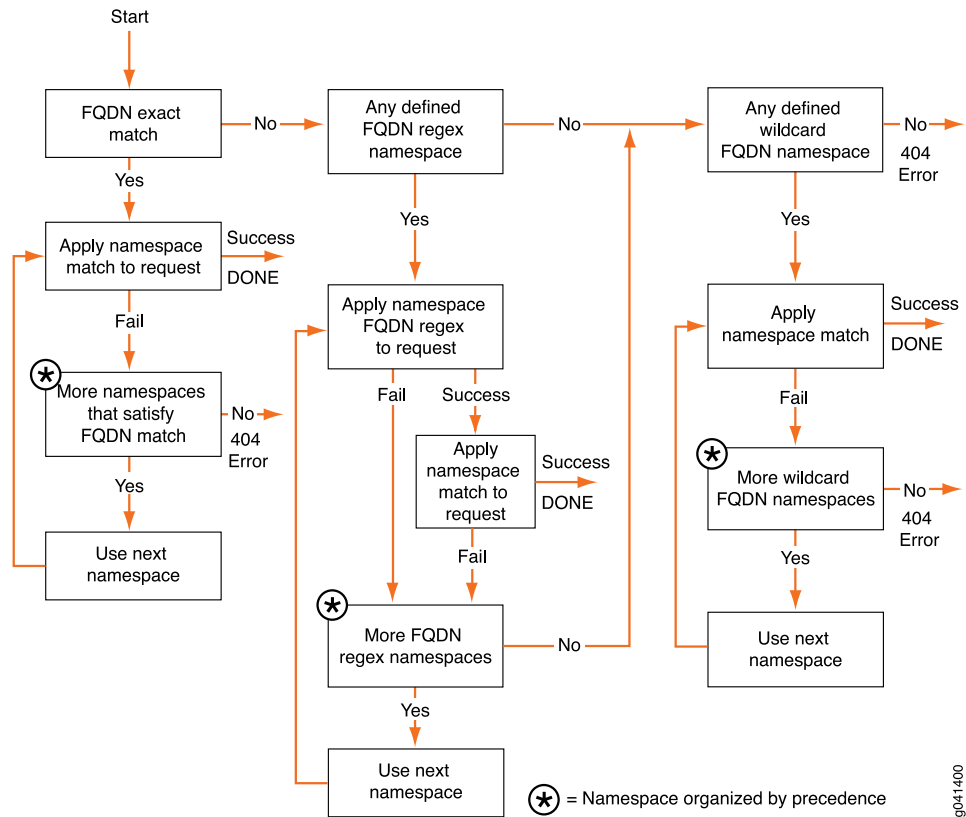 Start
FQDN exact
match
No
Any defined
FQDN regex
namespace
No
Any defined
wildcard
FQDN namespace
No
404
Error
Yes
Yes
Yes
Apply namespace
match to request
Success
DONE
Fail
Apply namespace
FQDN regex
to request
Apply
namespace match
Success
DONE
Fail
More namespaces
that satisfy
FQDN match
No
404
Error
Yes
Fail
Success
Apply
namespace
match to
request
Success
DONE
Fail
More wildcard
FQDN namespaces
No
404
Error
Yes
Use next
namespace
More FQDN
regex namespaces
No
Yes
Use next
namespace
Use next
namespace
* = Namespace organized by precedence
g041400